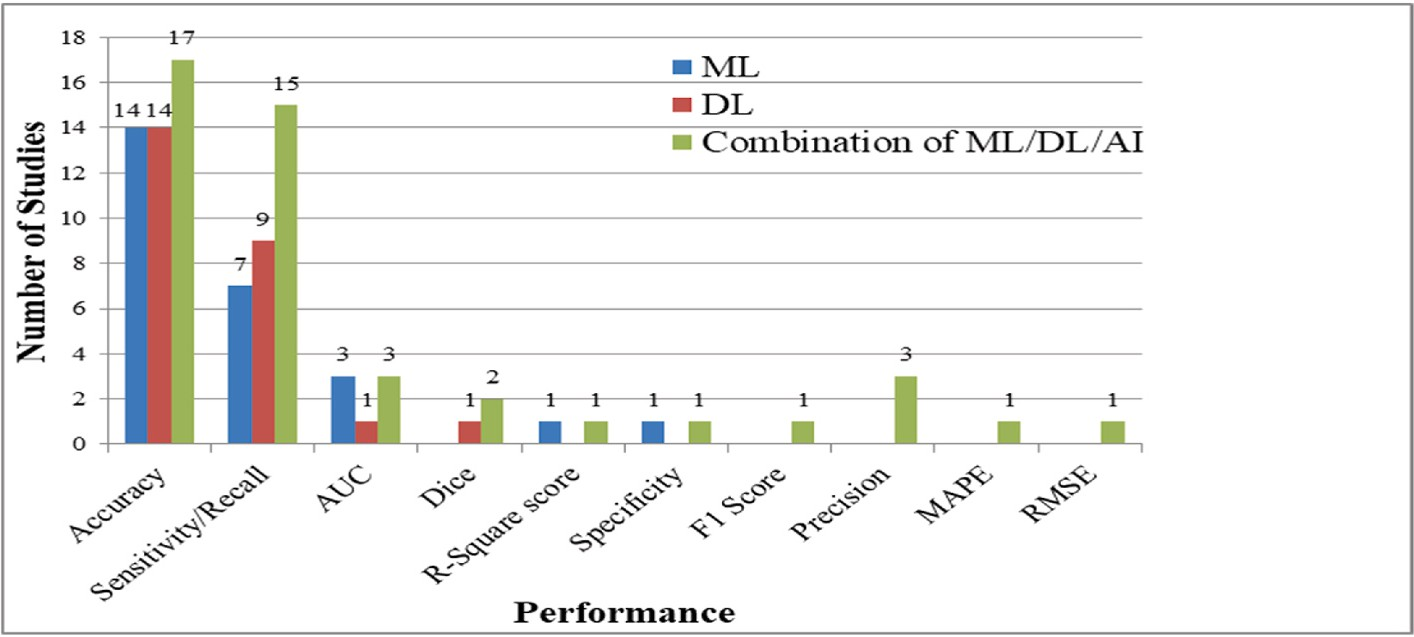 18
16
14
12
10
8
6
4
2
0
Number of Studies
14 14 17
7 9 15
3 1 3
1 2
1 1
1 1
1
3
1
1
ML
DL
Combination of ML/DL/AI
Accuracy
Sensitivity/Recall
AUC
Dice
R-Square score
Specificity
F1 Score
Precision
MAPE
RMSE
Performance